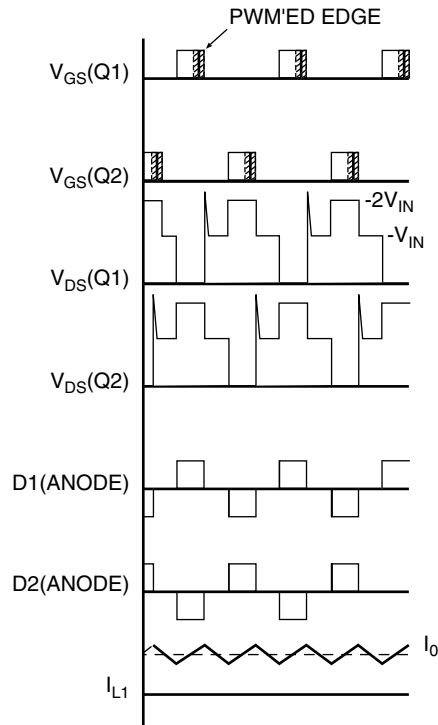 PWM'ED EDGE
V_GS(Q1)
V_GS(Q2)
-2V_IN
-V_IN
V_DS(Q1)
V_DS(Q2)
D1(ANODE)
D2(ANODE)
I_0
I_L1